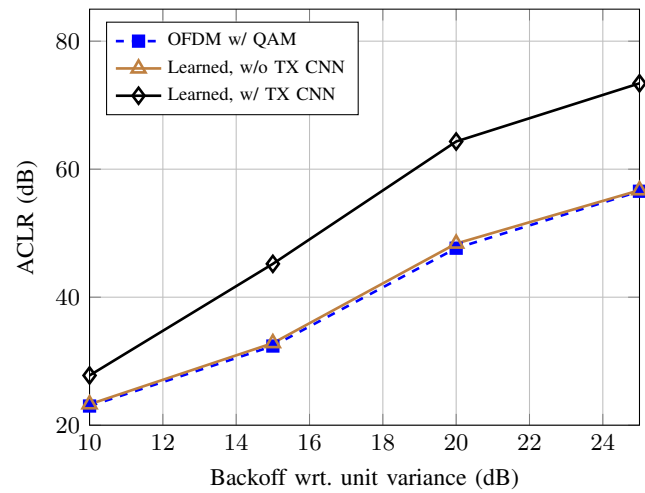 OFDM w/ QAM
Learned, w/o TX CNN
Learned, w/ TX CNN
80
60
40
20
ACLR (dB)
10 12 14 16 18 20 22 24
Backoff wrt. unit variance (dB)